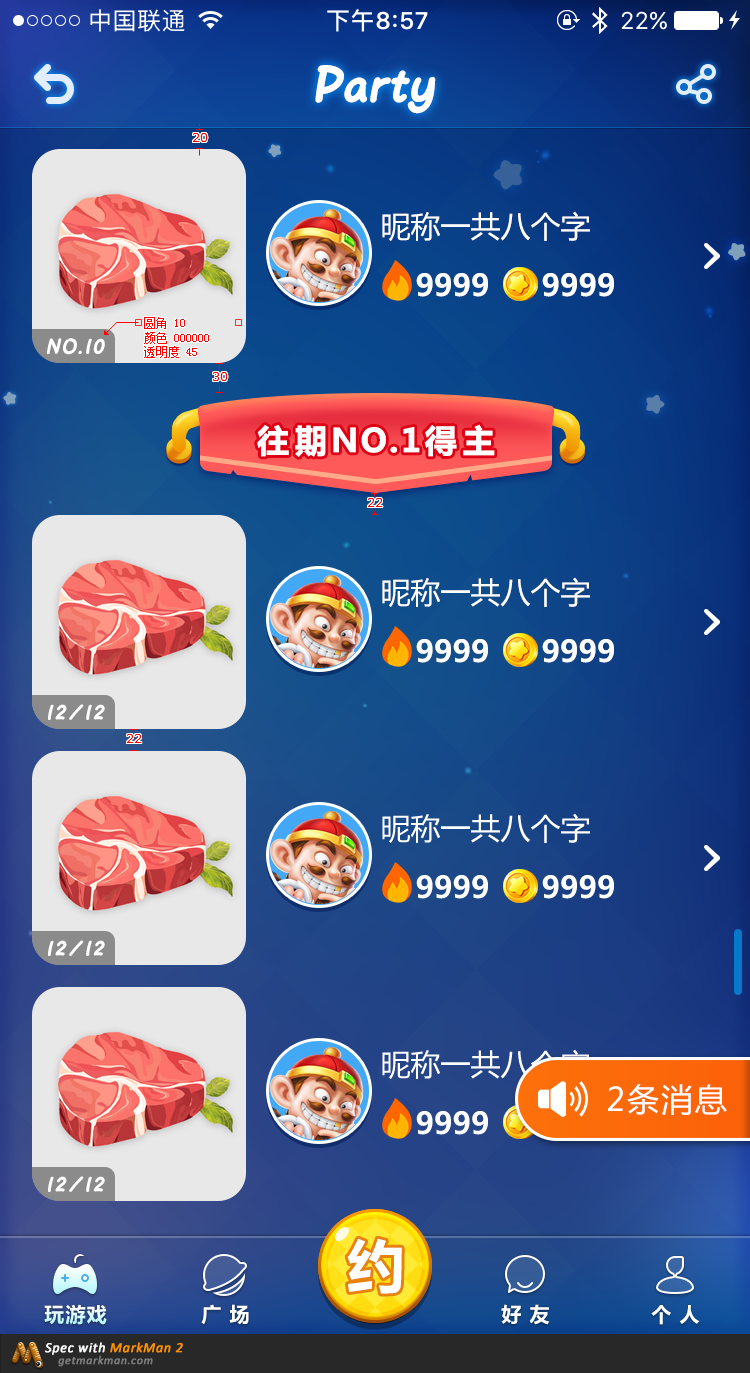 中国联通 下午8:57 22%
Party
20
昵称一共八个字
9999 9999
圆角 10
颜色 000000
透明度 45
NO.10
30
往期NO.1得主
22
昵称一共八个字
9999 9999
12/12
22
昵称一共八个字
9999 9999
12/12
昵称一共八个字
9999
2条消息
12/12
约
玩游戏 广场 好友 个人
Spec with MarkMan 2
getmarkman.com